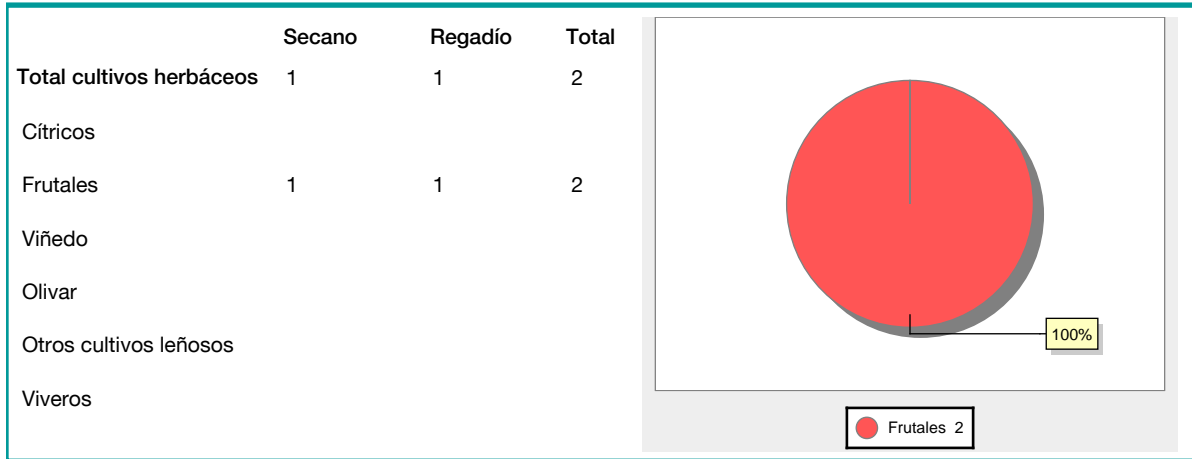 Secano Regadío Total
Total cultivos herbáceos 1 1 2
Cítricos
Frutales 1 1 2
Viñedo
Olivar
Otros cultivos leñosos
Viveros
100%
Frutales 2